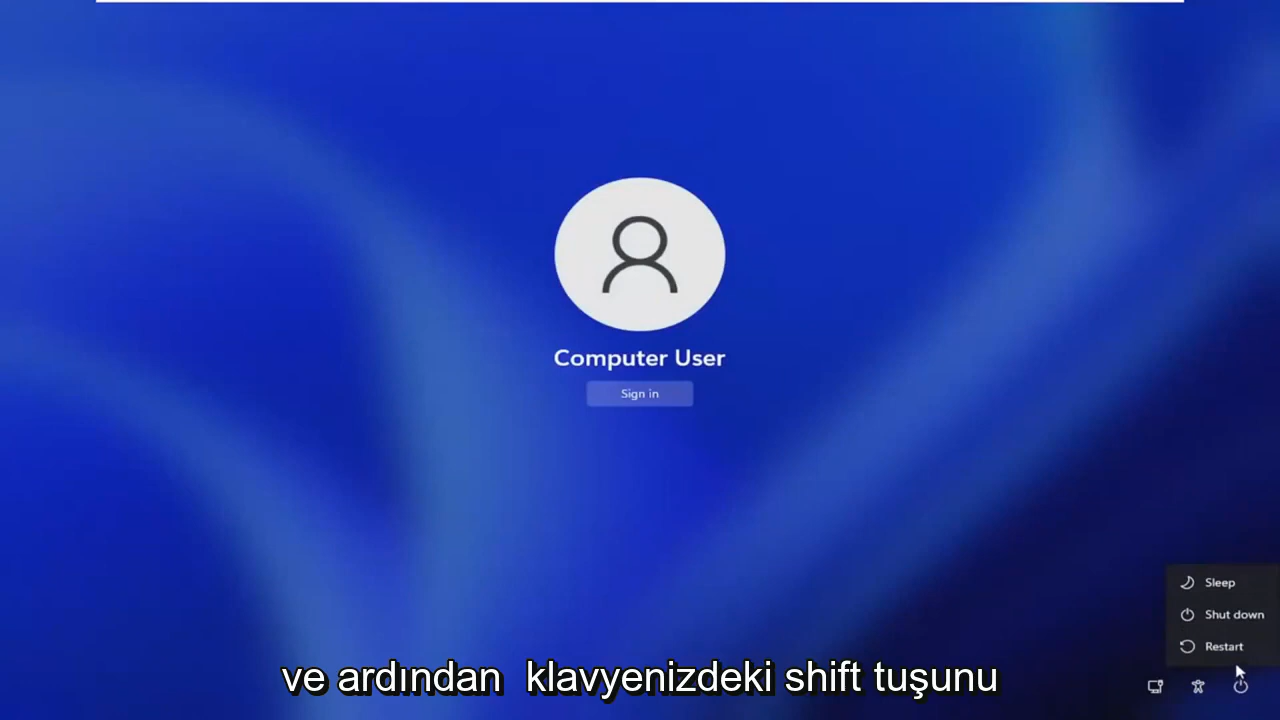 Computer User
Sign in
Sleep
Shut down
Restart
ve ardından klavyenizdeki shift tuşunu